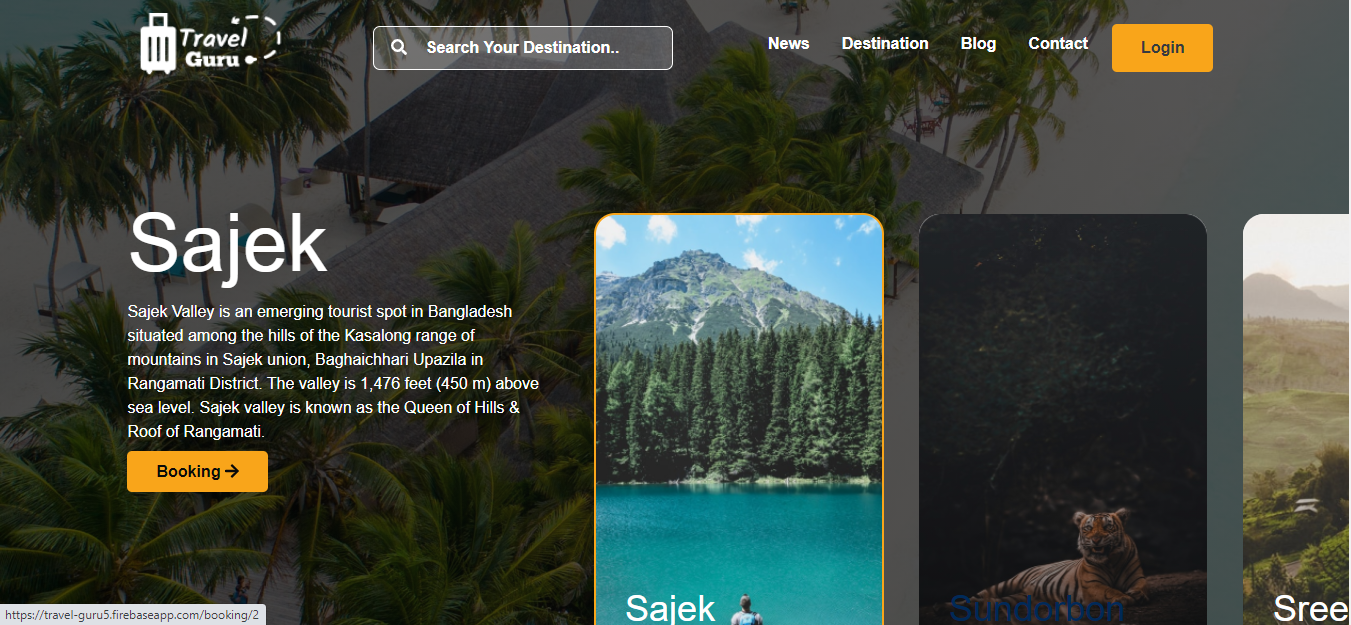 Travel
Guru
Search Your Destination..
News
Destination
Blog
Contact
Login
Sajek
Sajek Valley is an emerging tourist spot in Bangladesh
situated among the hills of the Kasalong range of
mountains in Sajek union, Baghaichhari Upazila in
Rangamati District. The valley is 1,476 feet (450 m) above
sea level. Sajek valley is known as the Queen of Hills &
Roof of Rangamati.
Booking
Sajek
Sundorbon
Sree
https://travel-guru5.firebaseapp.com/booking/2